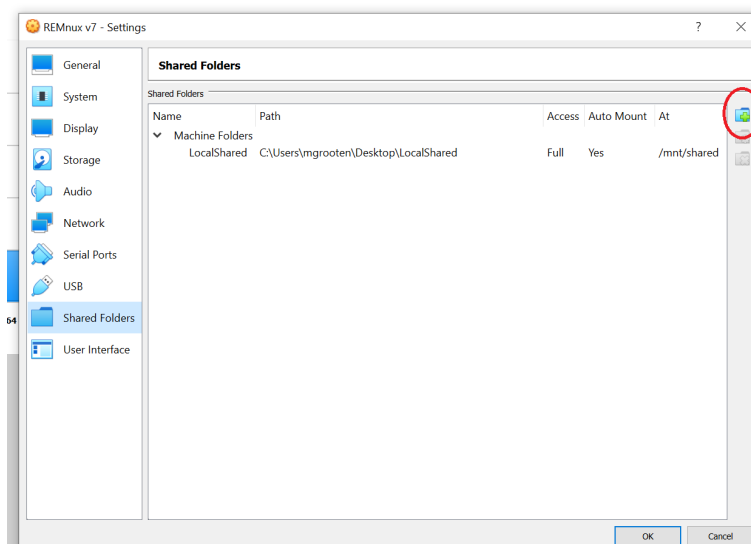 REMnux v7 - Settings ?
General
System
Display
Storage
Audio
Network
Serial Ports
USB
Shared Folders
User Interface
64
Shared Folders
Shared Folders
Name Path Access Auto Mount At
Machine Folders
LocalShared C:\Users\mgrooten\Desktop\LocalShared Full Yes /mnt/shared
OK Cancel